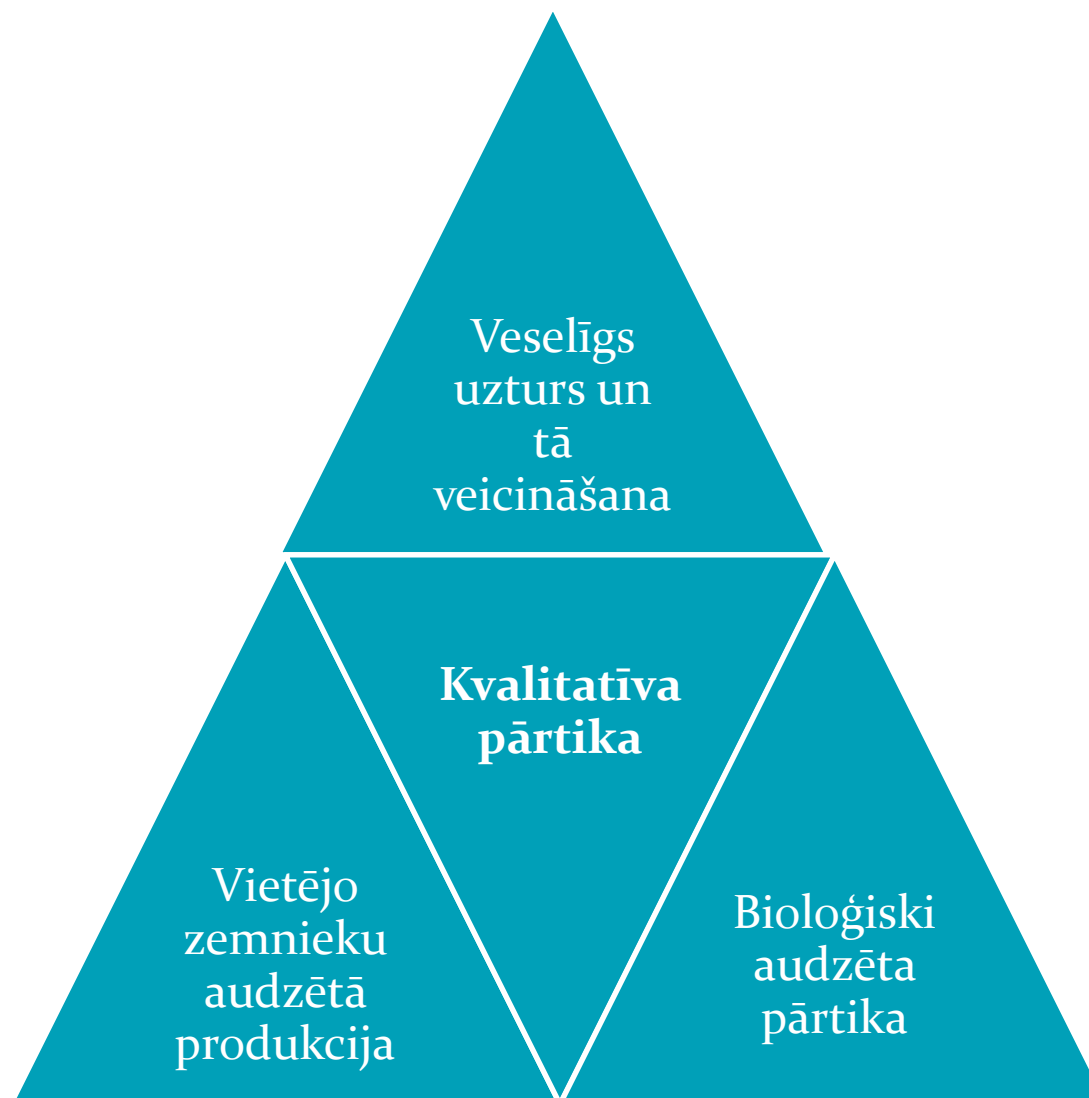 Veselīgs
uzturs un
tā
veicināšana
Kvalitatīva
pārtika
Vietējo
zemnieku
audzētā
produkcija
Bioloģiski
audzēta
pārtika